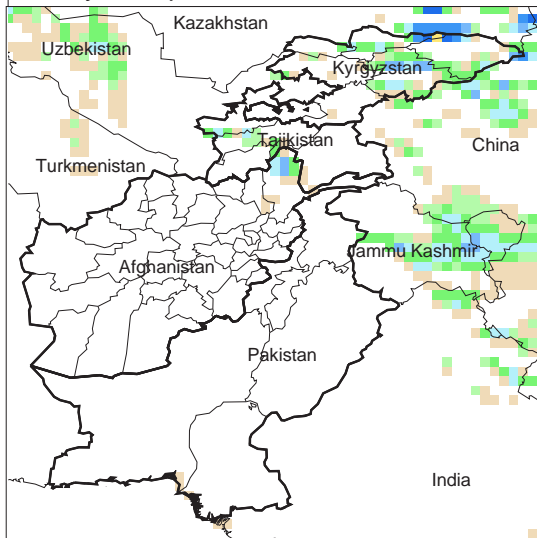 Kazakhstan
Uzbekistan
Kyrgyzstan
Tajikistan
China
Turkmenistan
Jammu Kashmir
Afghanistan
Pakistan
India